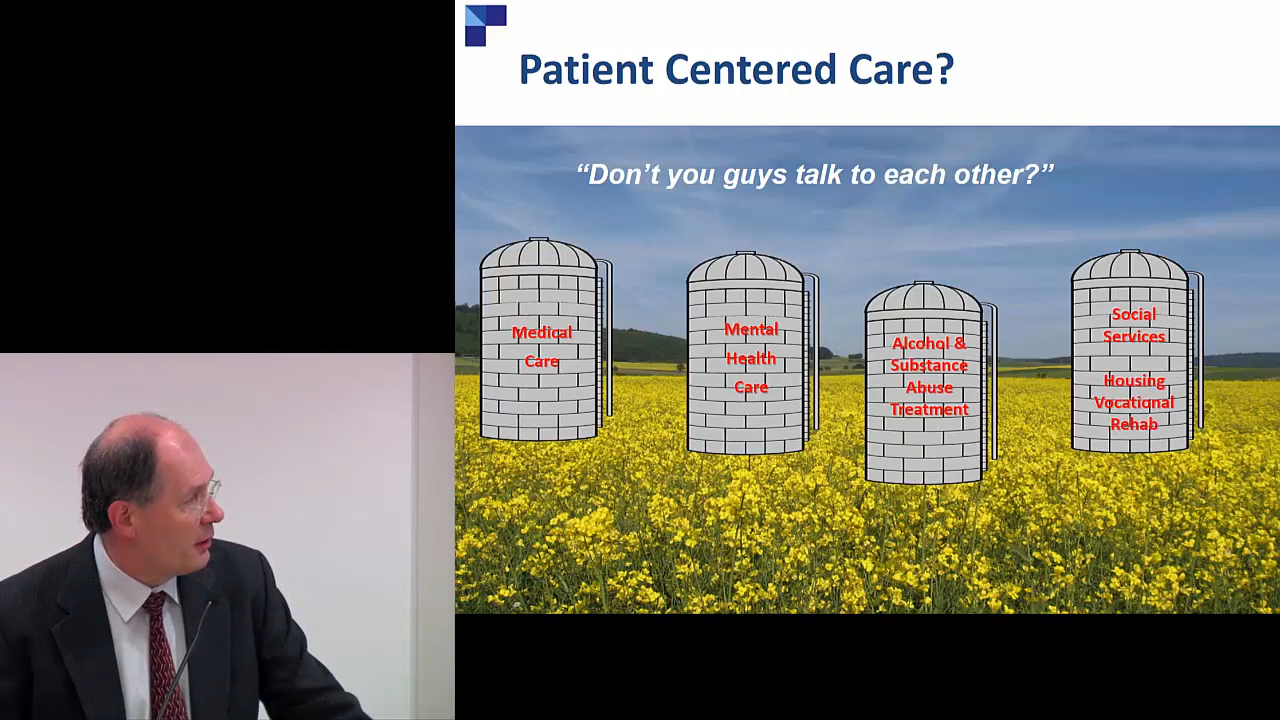 Patient Centered Care?
“Don’t you guys talk to each other?”
Medical
Care
Mental
Health
Care
Alcohol &
Substance
Abuse
Treatment
Social
Services
Housing
Vocational
Rehab